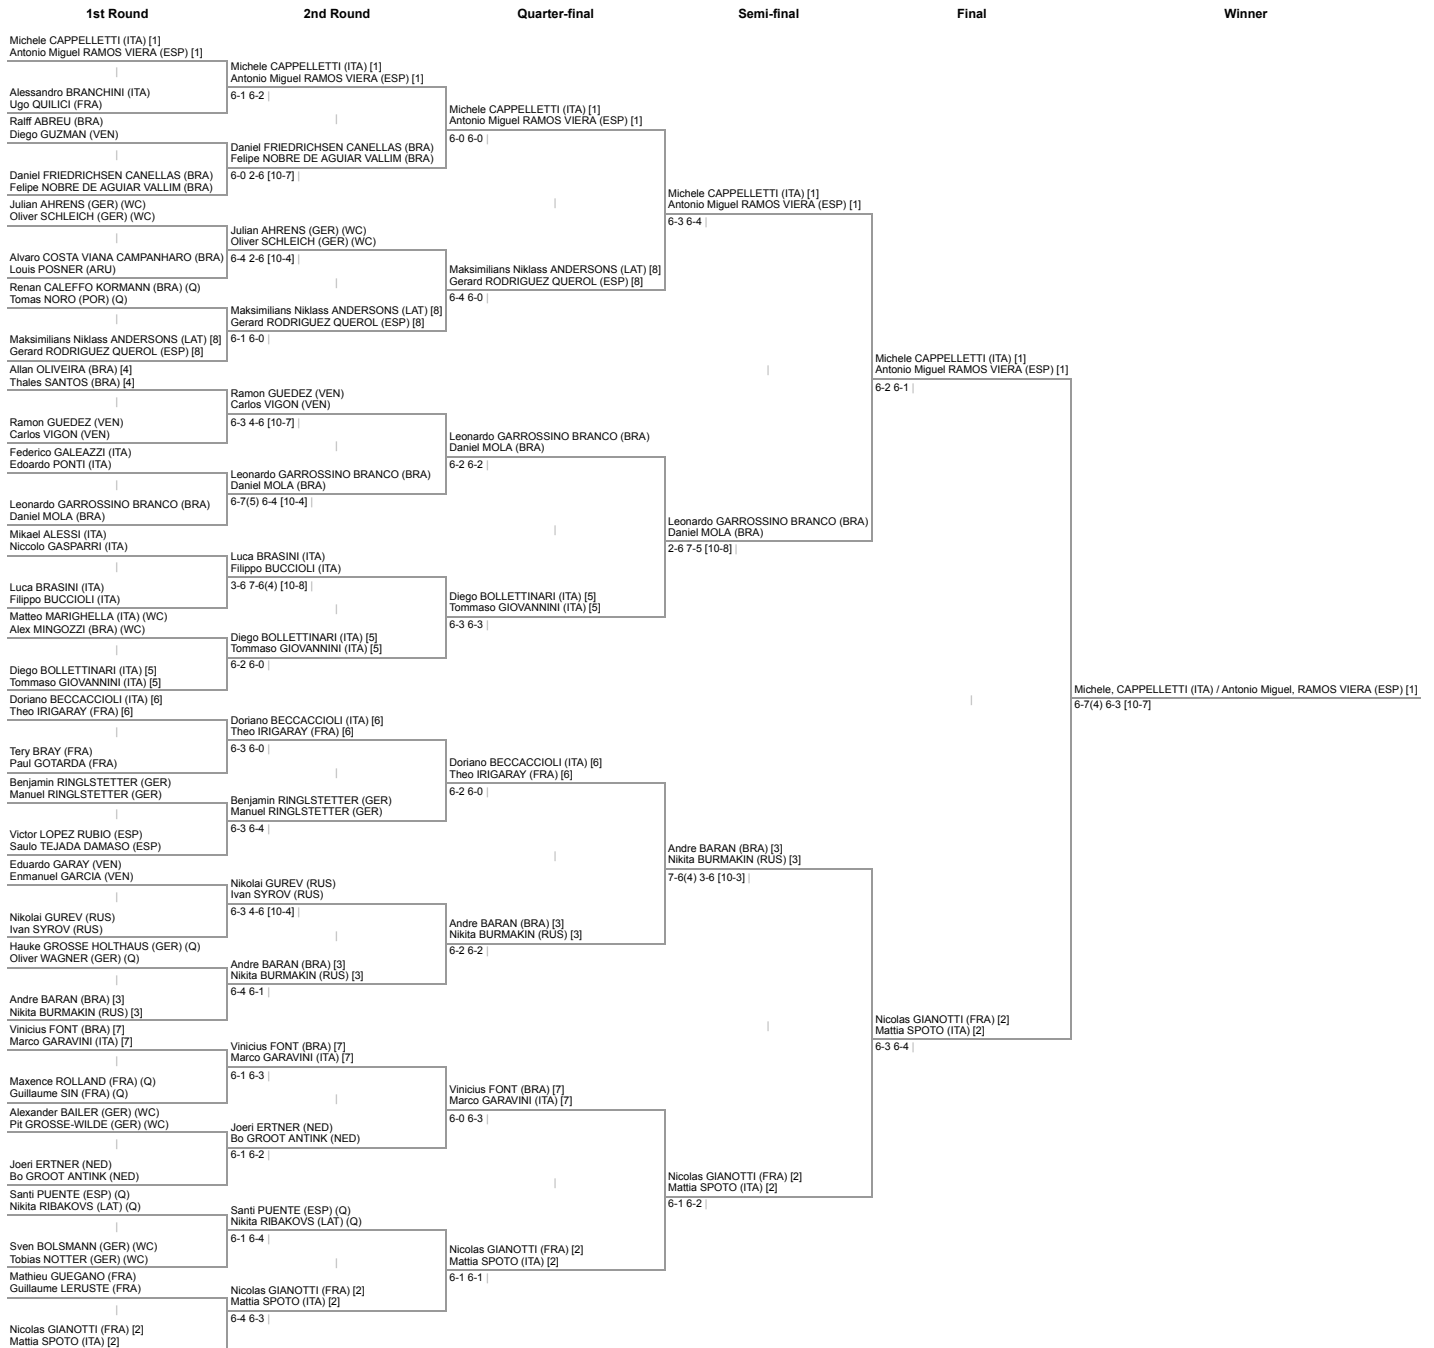 1st Round
2nd Round
Quarter-final
Semi-final
Final
Winner
Michele CAPPELLETTI (ITA) [1]
Antonio Miguel RAMOS VIERA (ESP) [1]
Alessandro BRANCHINI (ITA)
Ugo QUILICI (FRA)
Ralff ABREU (BRA)
Diego GUZMAN (VEN)
Daniel FRIEDRICHSEN CANELLAS (BRA)
Felipe NOBRE DE AGUIAR VALLIM (BRA)
Julian AHRENS (GER) (WC)
Oliver SCHLEICH (GER) (WC)
Alvaro COSTA VIANA CAMPANHARO (BRA)
Louis POSNER (ARU)
Renan CALEFFO KORMANN (BRA) (Q)
Tomas NORO (POR) (Q)
Maksimilians Niklass ANDERSONS (LAT) [8]
Gerard RODRIGUEZ QUEROL (ESP) [8]
Allan OLIVEIRA (BRA) [4]
Thales SANTOS (BRA) [4]
Ramon GUEDEZ (VEN)
Carlos VIGON (VEN)
Federico GALEAZZI (ITA)
Edoardo PONTI (ITA)
Leonardo GARROSSINO BRANCO (BRA)
Daniel MOLA (BRA)
Mikael ALESSI (ITA)
Niccolo GASPARRI (ITA)
Luca BRASINI (ITA)
Filippo BUCCIOLI (ITA)
Matteo MARIGHELLA (ITA) (WC)
Alex MINGOZZI (BRA) (WC)
Diego BOLLETTINARI (ITA) [5]
Tommaso GIOVANNINI (ITA) [5]
Doriano BECCACCIOLI (ITA) [6]
Theo IRIGARAY (FRA) [6]
Tery BRAY (FRA)
Paul GOTARDA (FRA)
Benjamin RINGLSTETTER (GER)
Manuel RINGLSTETTER (GER)
Victor LOPEZ RUBIO (ESP)
Saulo TEJADA DAMASO (ESP)
Eduardo GARAY (VEN)
Enmanuel GARCIA (VEN)
Nikolai GUREV (RUS)
Ivan SYROV (RUS)
Hauke GROSSE HOLTHAUS (GER) (Q)
Oliver WAGNER (GER) (Q)
Andre BARAN (BRA) [3]
Nikita BURMAKIN (RUS) [3]
Vinicius FONT (BRA) [7]
Marco GARAVINI (ITA) [7]
Maxence ROLLAND (FRA) (Q)
Guillaume SIN (FRA) (Q)
Alexander BAILER (GER) (WC)
Pit GROSSE-WILDE (GER) (WC)
Joeri ERTNER (NED)
Bo GROOT ANTINK (NED)
Santi PUENTE (ESP) (Q)
Nikita RIBAKOVS (LAT) (Q)
Sven BOLSMANN (GER) (WC)
Tobias NOTTER (GER) (WC)
Mathieu GUEGANO (FRA)
Guillaume LERUSTE (FRA)
Nicolas GIANOTTI (FRA) [2]
Mattia SPOTO (ITA) [2]
Michele CAPPELLETTI (ITA) [1]
Antonio Miguel RAMOS VIERA (ESP) [1]
6-1 6-2
Daniel FRIEDRICHSEN CANELLAS (BRA)
Felipe NOBRE DE AGUIAR VALLIM (BRA)
6-0 2-6 [10-7]
Julian AHRENS (GER) (WC)
Oliver SCHLEICH (GER) (WC)
6-4 2-6 [10-4]
Maksimilians Niklass ANDERSONS (LAT) [8]
Gerard RODRIGUEZ QUEROL (ESP) [8]
6-1 6-0
Ramon GUEDEZ (VEN)
Carlos VIGON (VEN)
6-3 4-6 [10-7]
Leonardo GARROSSINO BRANCO (BRA)
Daniel MOLA (BRA)
6-7(5) 6-4 [10-4]
Luca BRASINI (ITA)
Filippo BUCCIOLI (ITA)
3-6 7-6(4) [10-8]
Diego BOLLETTINARI (ITA) [5]
Tommaso GIOVANNINI (ITA) [5]
6-2 6-0
Doriano BECCACCIOLI (ITA) [6]
Theo IRIGARAY (FRA) [6]
6-3 6-0
Benjamin RINGLSTETTER (GER)
Manuel RINGLSTETTER (GER)
6-3 6-4
Nikolai GUREV (RUS)
Ivan SYROV (RUS)
6-3 4-6 [10-4]
Andre BARAN (BRA) [3]
Nikita BURMAKIN (RUS) [3]
6-4 6-1
Vinicius FONT (BRA) [7]
Marco GARAVINI (ITA) [7]
6-1 6-3
Joeri ERTNER (NED)
Bo GROOT ANTINK (NED)
6-1 6-2
Santi PUENTE (ESP) (Q)
Nikita RIBAKOVS (LAT) (Q)
6-1 6-4
Nicolas GIANOTTI (FRA) [2]
Mattia SPOTO (ITA) [2]
6-4 6-3
Michele CAPPELLETTI (ITA) [1]
Antonio Miguel RAMOS VIERA (ESP) [1]
6-0 6-0
Maksimilians Niklass ANDERSONS (LAT) [8]
Gerard RODRIGUEZ QUEROL (ESP) [8]
6-4 6-0
Leonardo GARROSSINO BRANCO (BRA)
Daniel MOLA (BRA)
6-2 6-2
Diego BOLLETTINARI (ITA) [5]
Tommaso GIOVANNINI (ITA) [5]
6-3 6-3
Doriano BECCACCIOLI (ITA) [6]
Theo IRIGARAY (FRA) [6]
6-2 6-0
Andre BARAN (BRA) [3]
Nikita BURMAKIN (RUS) [3]
6-2 6-2
Vinicius FONT (BRA) [7]
Marco GARAVINI (ITA) [7]
6-0 6-3
Nicolas GIANOTTI (FRA) [2]
Mattia SPOTO (ITA) [2]
6-1 6-1
Michele CAPPELLETTI (ITA) [1]
Antonio Miguel RAMOS VIERA (ESP) [1]
6-3 6-4
Leonardo GARROSSINO BRANCO (BRA)
Daniel MOLA (BRA)
2-6 7-5 [10-8]
Andre BARAN (BRA) [3]
Nikita BURMAKIN (RUS) [3]
7-6(4) 3-6 [10-3]
Nicolas GIANOTTI (FRA) [2]
Mattia SPOTO (ITA) [2]
6-1 6-2
Michele CAPPELLETTI (ITA) [1]
Antonio Miguel RAMOS VIERA (ESP) [1]
6-2 6-1
Nicolas GIANOTTI (FRA) [2]
Mattia SPOTO (ITA) [2]
6-3 6-4
Michele, CAPPELLETTI (ITA) / Antonio Miguel, RAMOS VIERA (ESP) [1]
6-7(4) 6-3 [10-7]